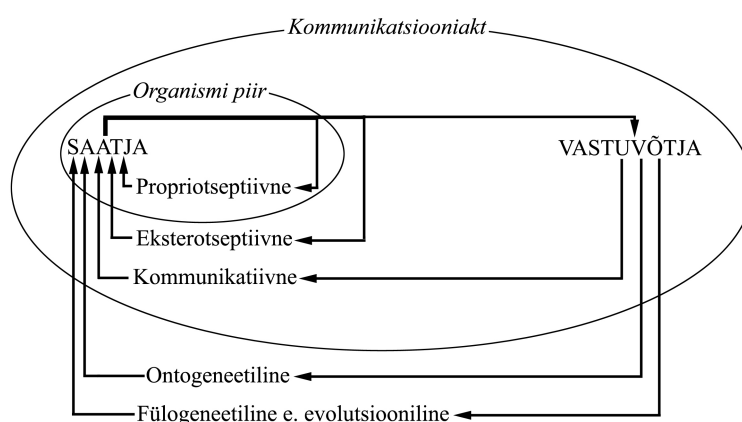 Kommunikatsiooniakt
Organismi piir
SAATJA
VASTUVÕTJA
Propriotseptiivne
Eksterotseptiivne
Kommunikatiivne
Ontogeneetiline
Fülogeneetiline e. evolutsiooniline